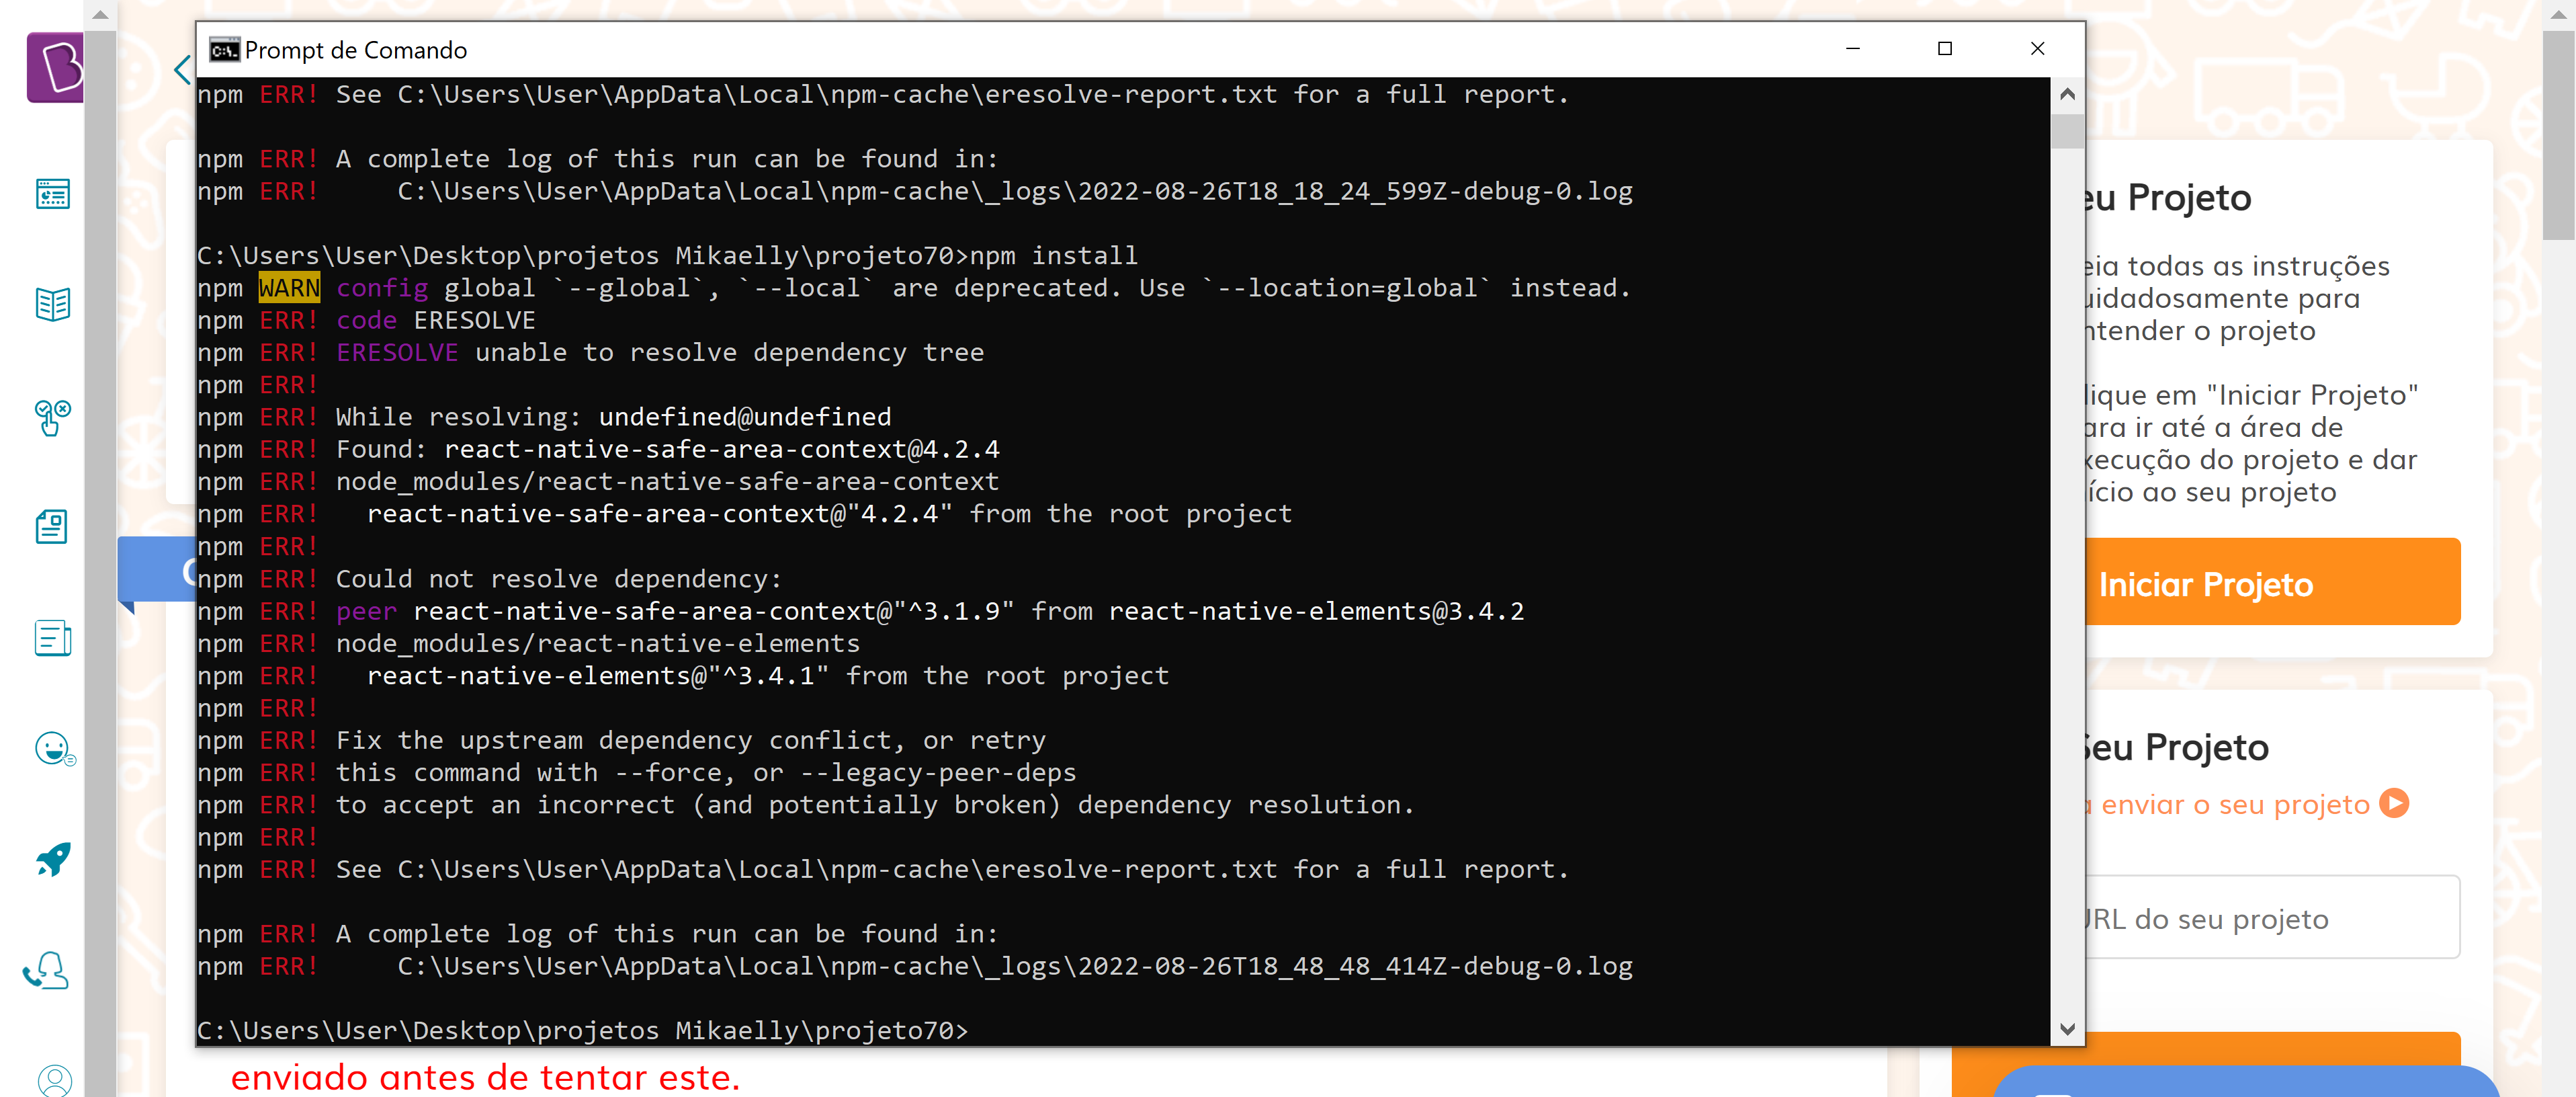 Prompt de Comando
npm ERR! See C:\Users\User\AppData\Local\npm-cache\eresolve-report.txt for a full report.
npm ERR! A complete log of this run can be found in:
npm ERR!     C:\Users\User\AppData\Local\npm-cache\_logs\2022-08-26T18_18_24_599Z-debug-0.log
C:\Users\User\Desktop\projetos Mikaelly\projeto70>npm install
npm WARN config global `--global`, `--local` are deprecated. Use `--location=global` instead.
npm ERR! code ERESOLVE
npm ERR! ERESOLVE unable to resolve dependency tree
npm ERR!
npm ERR! While resolving: undefined@undefined
npm ERR! Found: react-native-safe-area-context@4.2.4
npm ERR! node_modules/react-native-safe-area-context
npm ERR!   react-native-safe-area-context@"4.2.4" from the root project
npm ERR!
npm ERR! Could not resolve dependency:
npm ERR! peer react-native-safe-area-context@"^3.1.9" from react-native-elements@3.4.2
npm ERR! node_modules/react-native-elements
npm ERR!   react-native-elements@"^3.4.1" from the root project
npm ERR!
npm ERR! Fix the upstream dependency conflict, or retry
npm ERR! this command with --force, or --legacy-peer-deps
npm ERR! to accept an incorrect (and potentially broken) dependency resolution.
npm ERR!
npm ERR! See C:\Users\User\AppData\Local\npm-cache\eresolve-report.txt for a full report.
npm ERR! A complete log of this run can be found in:
npm ERR!     C:\Users\User\AppData\Local\npm-cache\_logs\2022-08-26T18_48_48_414Z-debug-0.log
C:\Users\User\Desktop\projetos Mikaelly\projeto70>
enviado antes de tentar este.
eu Projeto
eia todas as instruções
uidadosamente para
ntender o projeto
lique em "Iniciar Projeto"
ara ir até a área de
xecução do projeto e dar
ício ao seu projeto
Iniciar Projeto
Seu Projeto
a enviar o seu projeto
URL do seu projeto